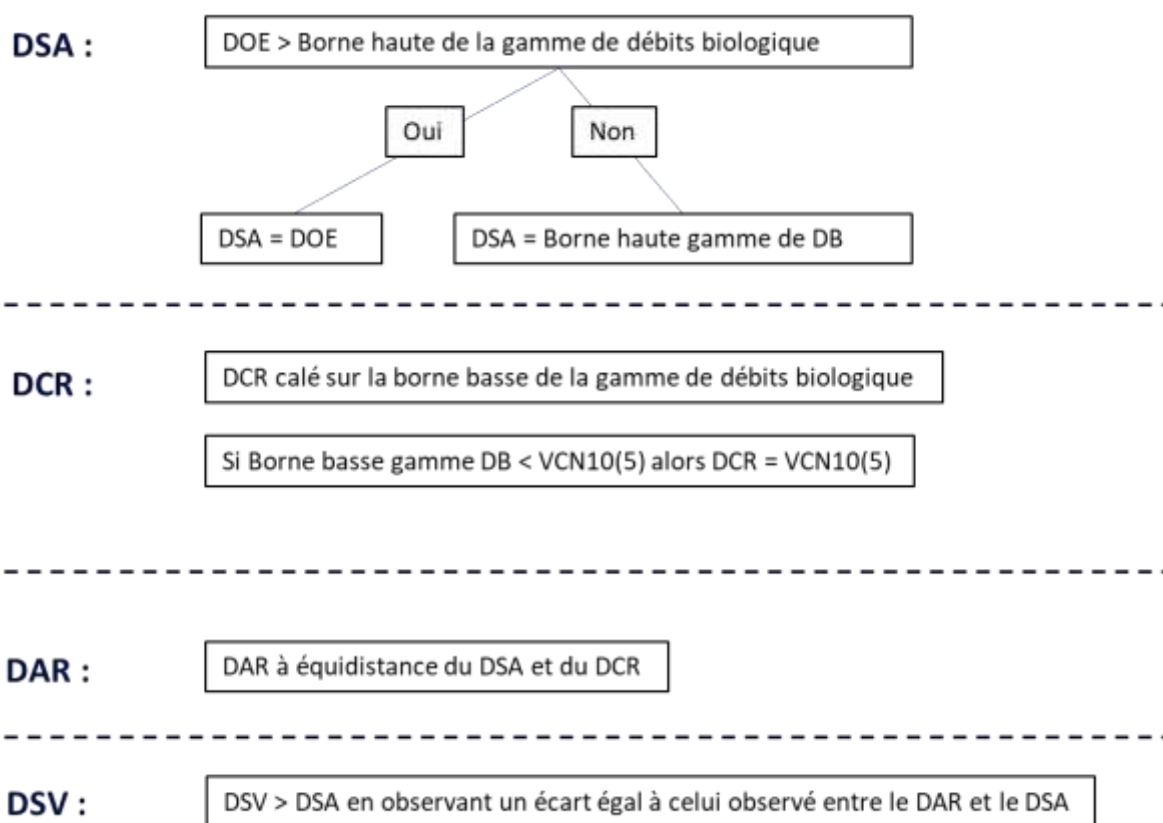 DSA :
DOE > Borne haute de la gamme de débits biologique
Oui
Non
DSA = DOE
DSA = Borne haute gamme de DB
DCR :
DCR calé sur la borne basse de la gamme de débits biologique
Si Borne basse gamme DB < VCN10(5) alors DCR = VCN10(5)
DAR :
DAR à équidistance du DSA et du DCR
DSV :
DSV > DSA en observant un écart égal à celui observé entre le DAR et le DSA